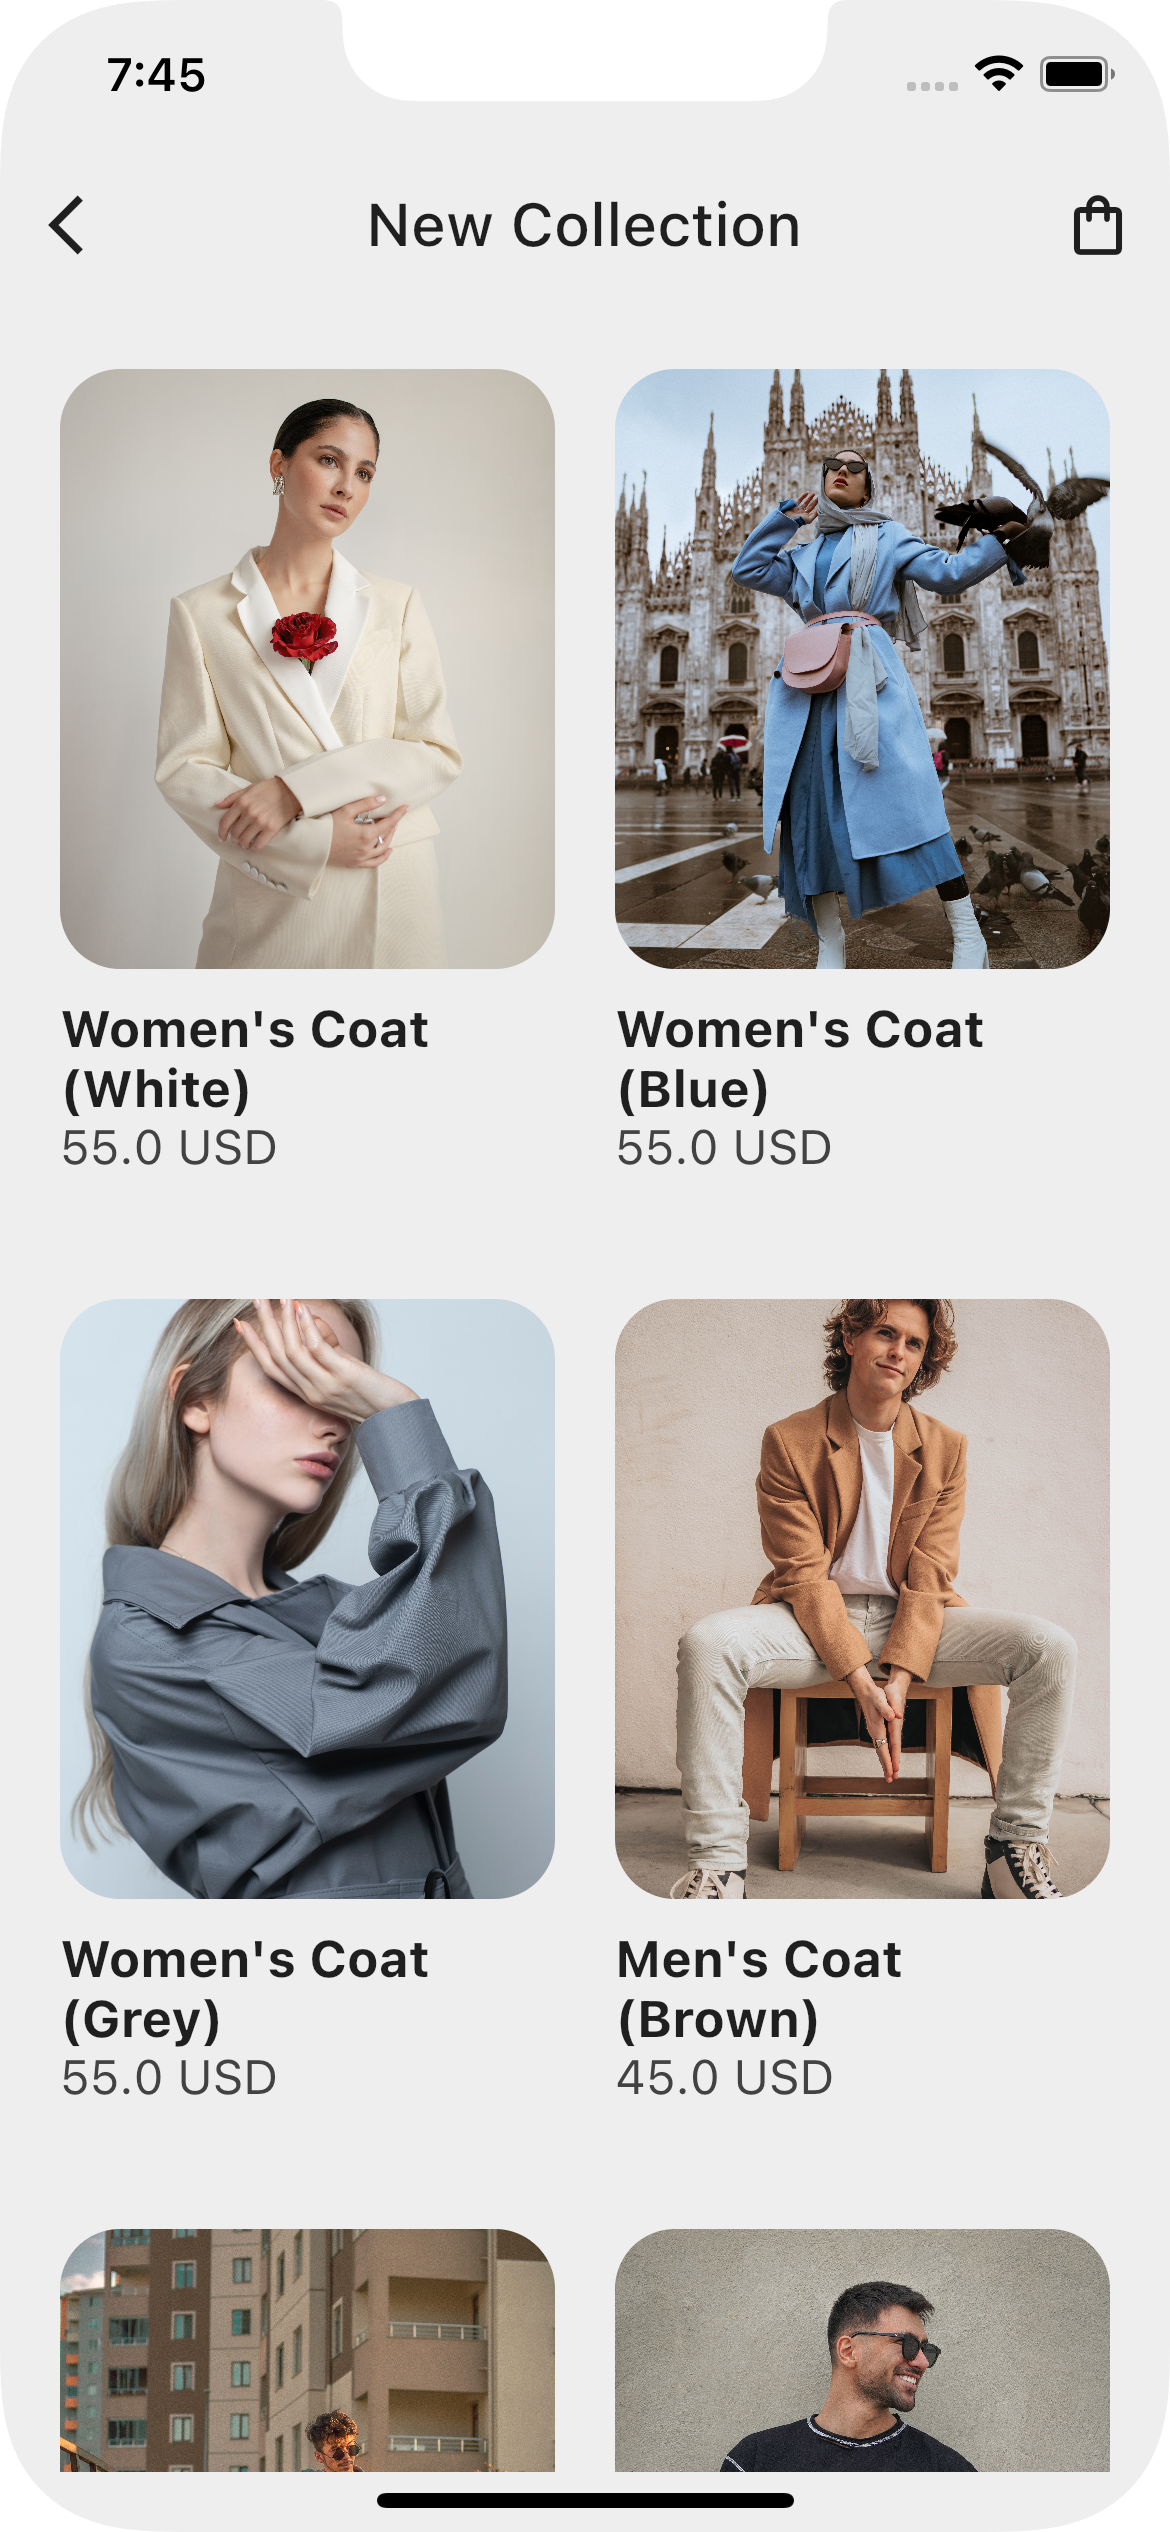 7:45
New Collection
Women's Coat
(White)
55.0 USD
Women's Coat
(Blue)
55.0 USD
Women's Coat
(Grey)
55.0 USD
Men's Coat
(Brown)
45.0 USD